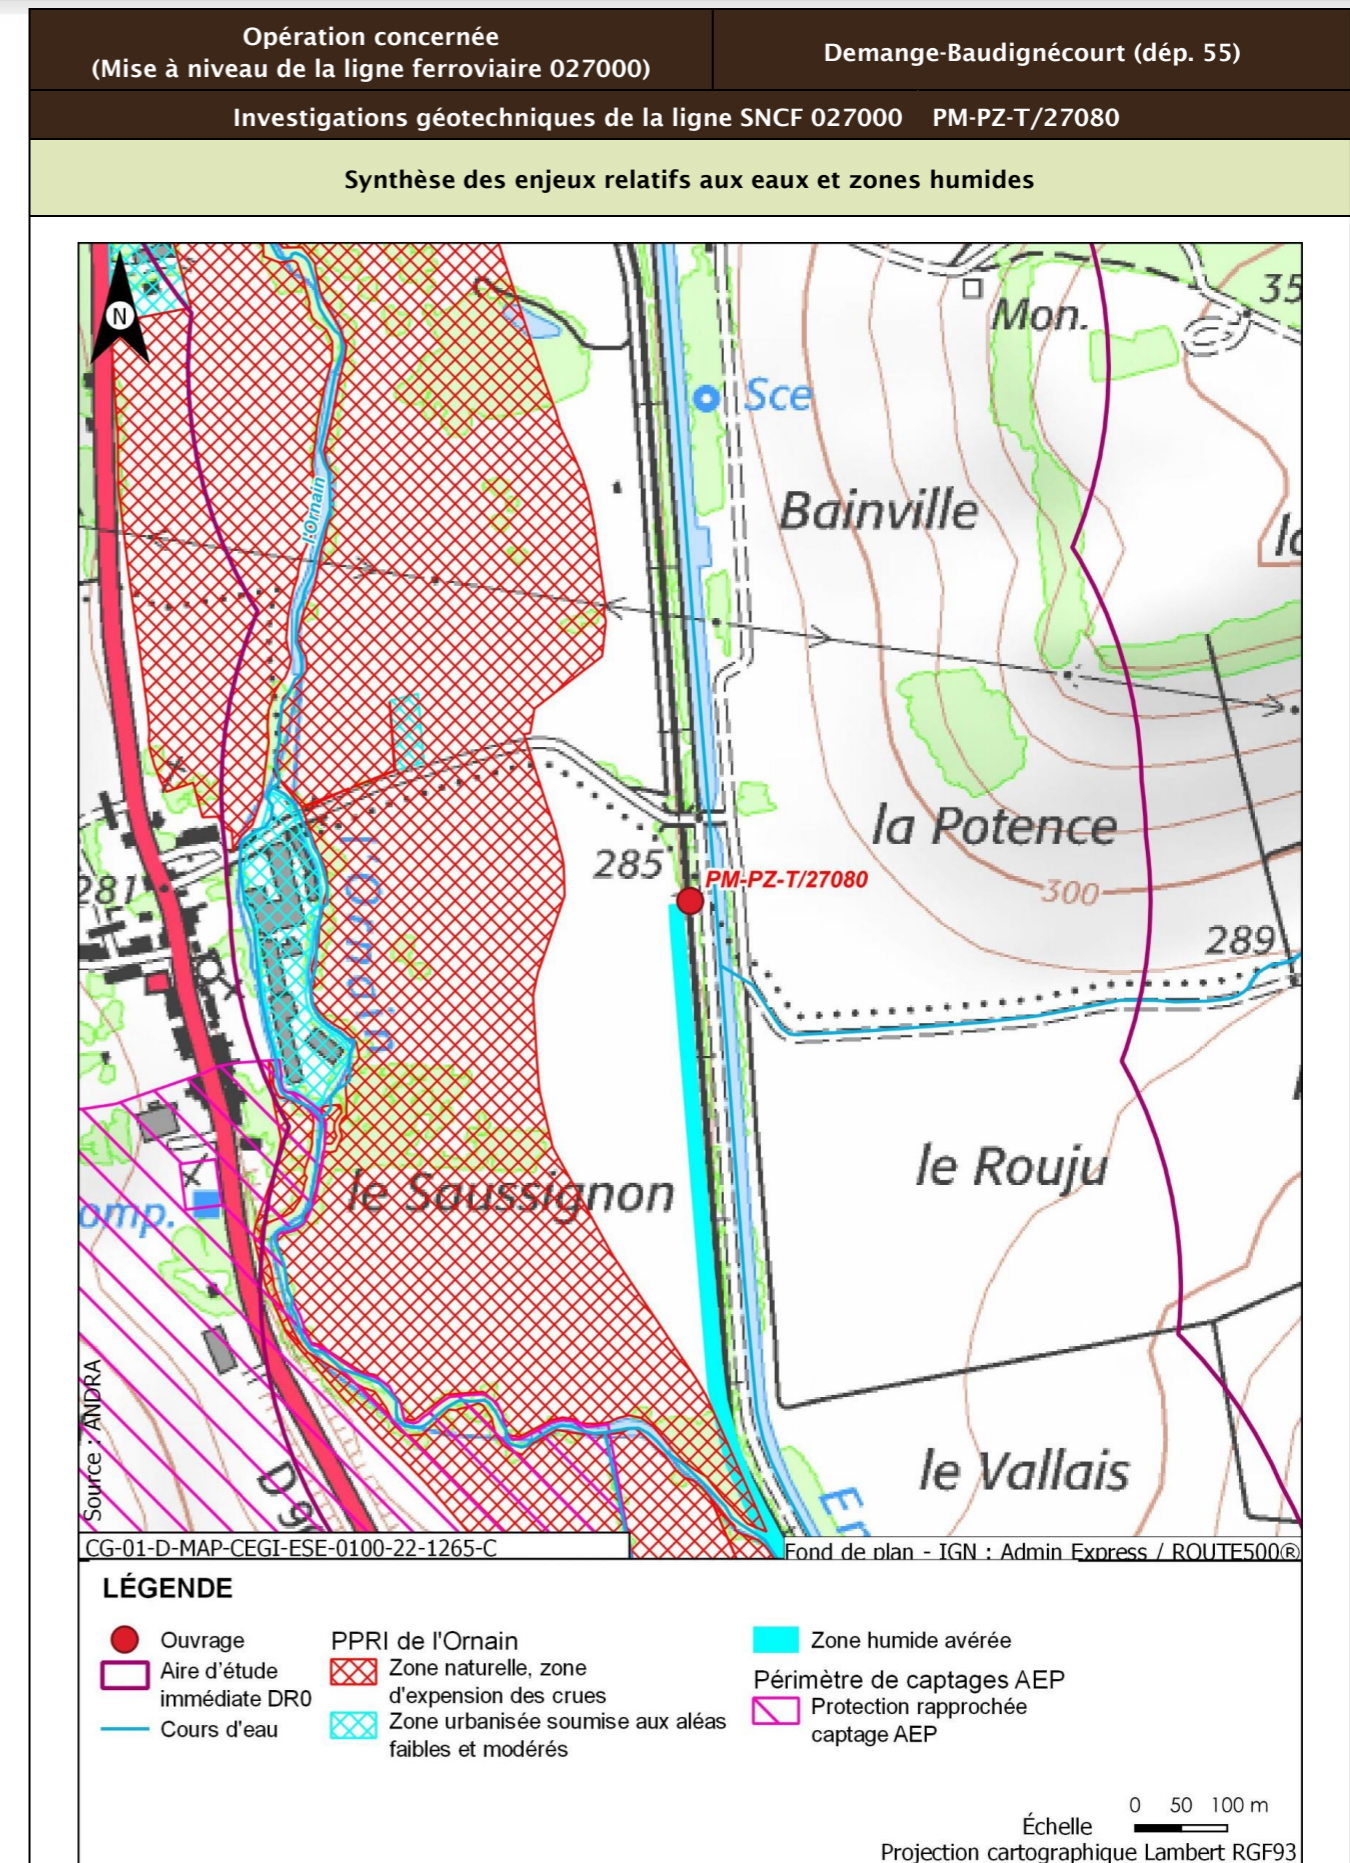 Opération concernée
(Mise à niveau de la ligne ferroviaire 027000)
Demange-Baudignécourt (dép. 55)
Investigations géotechniques de la ligne SNCF 027000 PM-PZ-T/27080
Synthèse des enjeux relatifs aux eaux et zones humides
N
Mon.
35
Sce
l'Ornain
Bainville
la Potence
285
PM-PZ-T/27080
281
300
289
l'Ornain
le Saussignon
le Rouju
omp.
le Vallais
Source : ANDRA
CG-01-D-MAP-CEGI-ESE-0100-22-1265-C
Fond de plan - IGN : Admin Express / ROUTE500®
LÉGENDE
Ouvrage
Aire d'étude
immédiate DR0
Cours d'eau
PPRI de l'Ornain
Zone naturelle, zone
d'expension des crues
Zone urbanisée soumise aux aléas
faibles et modérés
Zone humide avérée
Périmètre de captages AEP
Protection rapprochée
captage AEP
0 50 100 m
Échelle
Projection cartographique Lambert RGF93